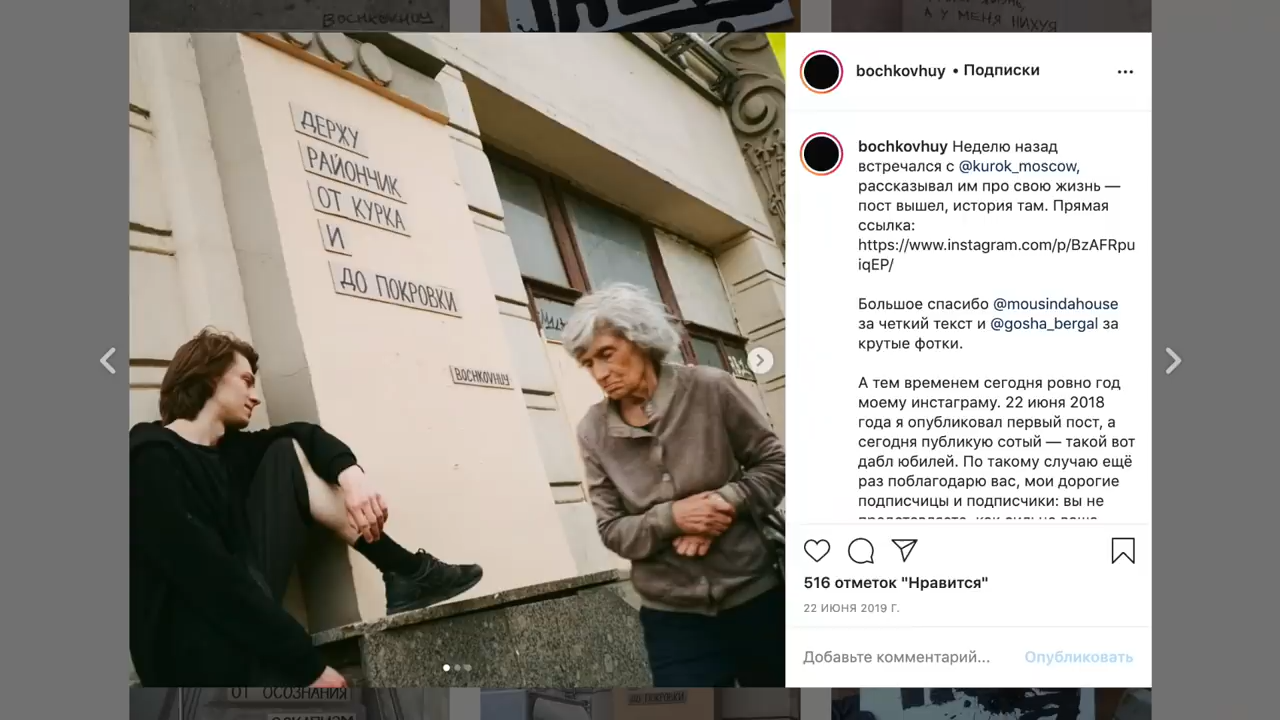 BOCHKOVHUY
А У МЕНЯ НИХУЯ
ДЕРЖУ
РАЙОНЧИК
ОТ КУРКА
И
ДО ПОКРОВКИ
BOCHKOVHUY
bochkovhuy • Подписки
bochkovhuy Неделю назад
встречался с @kurok_moscow,
рассказывал им про свою жизнь —
пост вышел, история там. Прямая
ссылка:
https://www.instagram.com/p/BzAFRpu
iqEP/
Большое спасибо @mousindahouse
за четкий текст и @gosha_bergal за
крутые фотки.
А тем временем сегодня ровно год
моему инстаграму. 22 июня 2018
года я опубликовал первый пост, а
сегодня публикую сотый — такой вот
дабл юбилей. По такому случаю ещё
раз поблагодарю вас, мои дорогие
подписчицы и подписчики: вы не
516 отметок "Нравится"
22 ИЮНЯ 2019 Г.
Добавьте комментарий...
Опубликовать
ОТ ОСОЗНАНИЯ
ДО ПОКРОВКИ